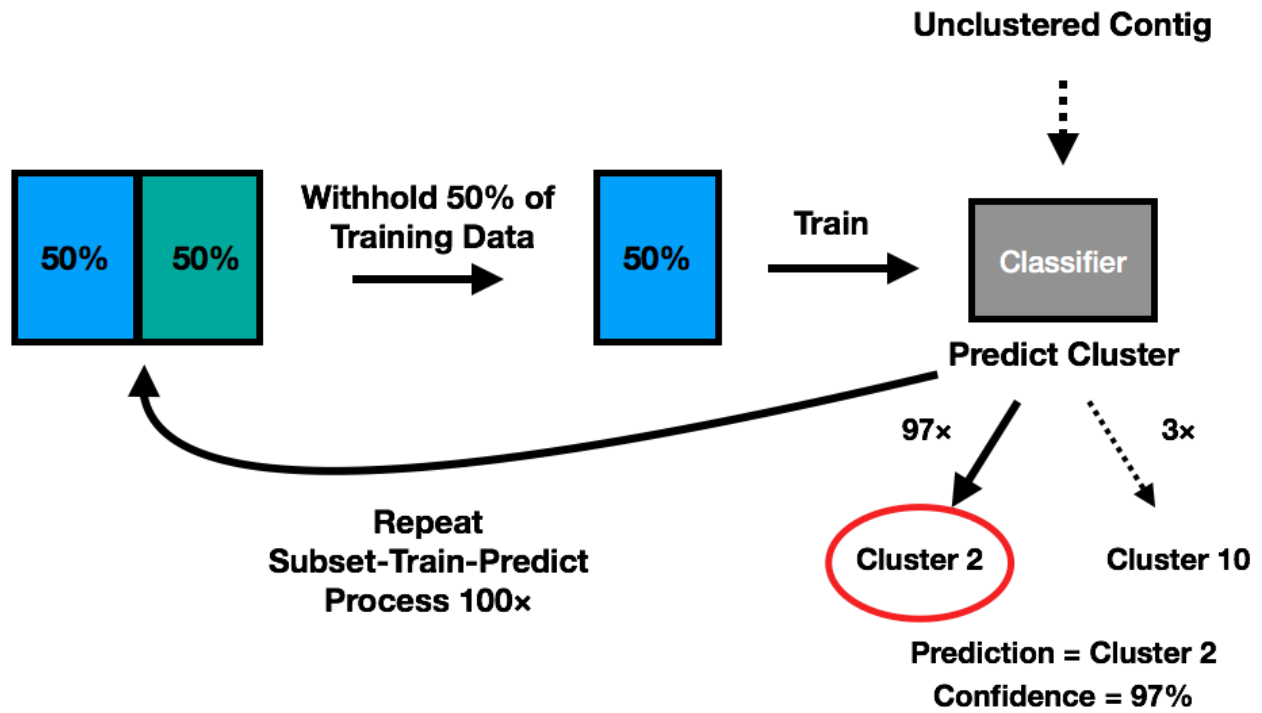 Unclustered Contig
50%
50%
Withhold 50% of
Training Data
50%
Train
Classifier
Predict Cluster
97×
3×
Repeat
Subset-Train-Predict
Process 100×
Cluster 2
Cluster 10
Prediction = Cluster 2
Confidence = 97%